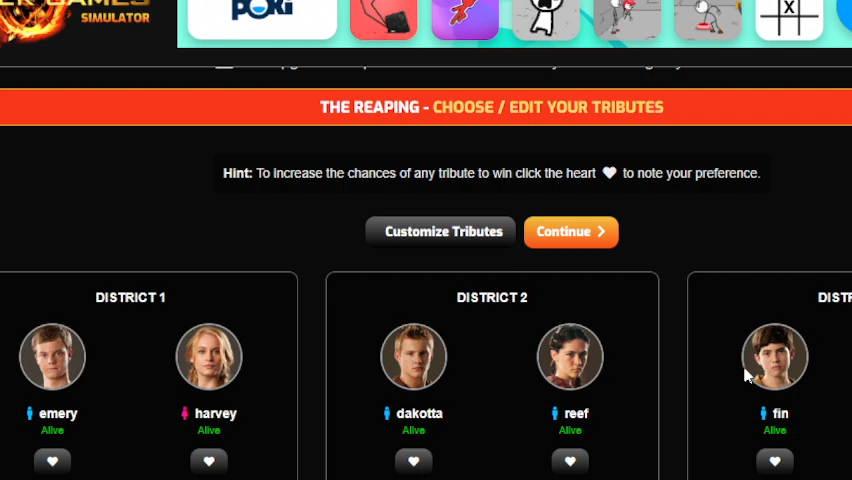 SIMULATOR
POKi
X
THE REAPING - CHOOSE / EDIT YOUR TRIBUTES
Hint: To increase the chances of any tribute to win click the heart ♥ to note your preference.
Customize Tributes
Continue >
DISTRICT 1
DISTRICT 2
DISTR
emery
harvey
dakotta
reef
fin
Alive
Alive
Alive
Alive
Alive